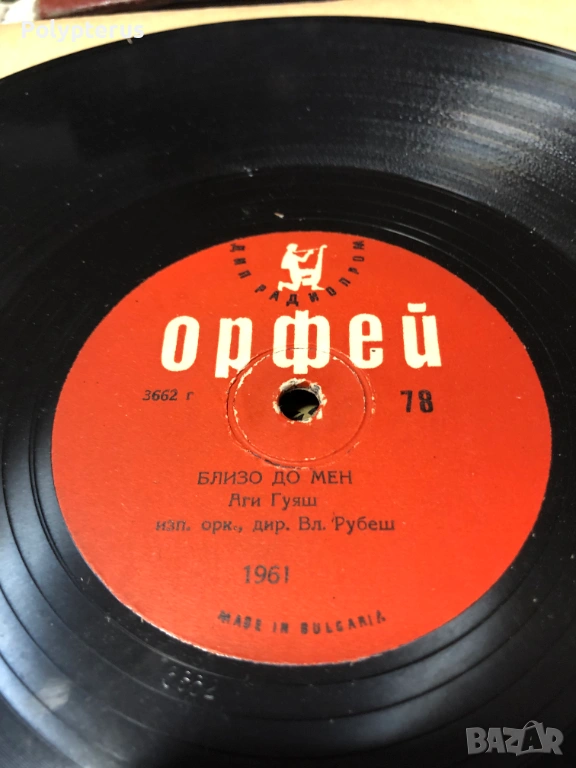 Polypterus
ДИП РАДИОПРОМ
орфей
3662 г
78
БЛИЗО ДО МЕН
Аги Гуяш
изп. орк., дир. Вл. Рубеш
1961
MADE IN BULGARIA
3662
BAZAR